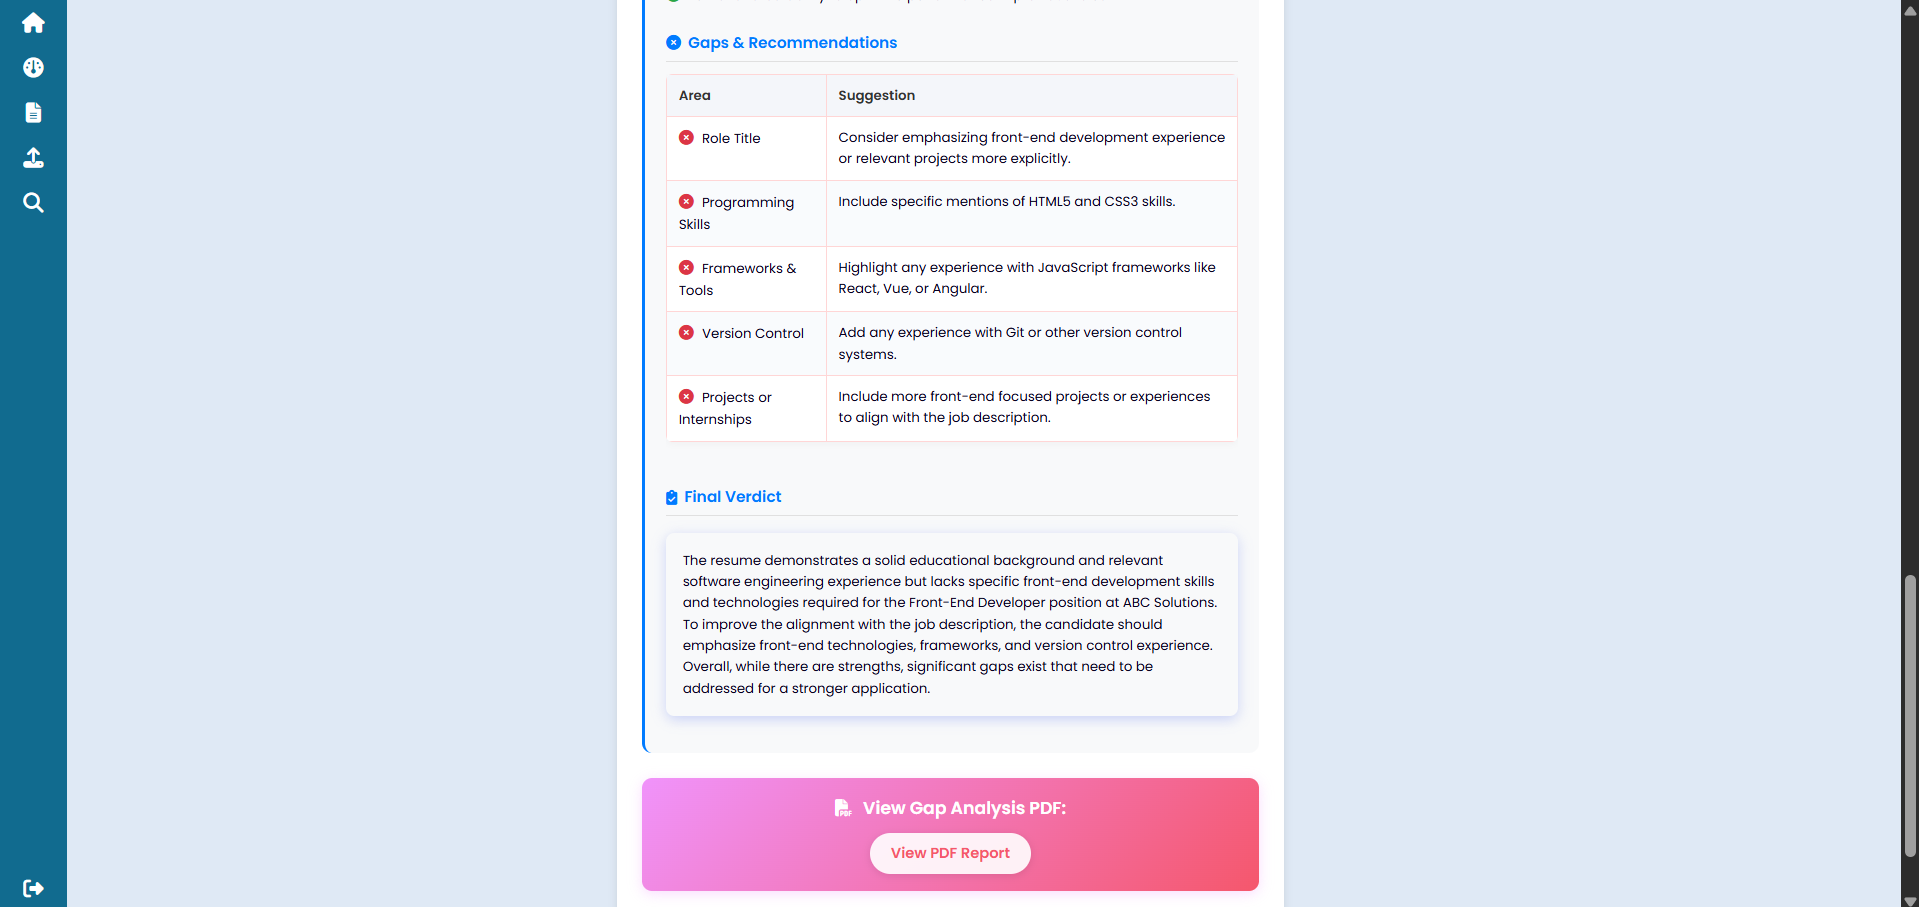 Gaps & Recommendations
Area
Suggestion
Role Title
Consider emphasizing front-end development experience
or relevant projects more explicitly.
Programming
Skills
Include specific mentions of HTML5 and CSS3 skills.
Frameworks &
Tools
Highlight any experience with JavaScript frameworks like
React, Vue, or Angular.
Version Control
Add any experience with Git or other version control
systems.
Projects or
Internships
Include more front-end focused projects or experiences
to align with the job description.
Final Verdict
The resume demonstrates a solid educational background and relevant
software engineering experience but lacks specific front-end development skills
and technologies required for the Front-End Developer position at ABC Solutions.
To improve the alignment with the job description, the candidate should
emphasize front-end technologies, frameworks, and version control experience.
Overall, while there are strengths, significant gaps exist that need to be
addressed for a stronger application.
View Gap Analysis PDF:
View PDF Report